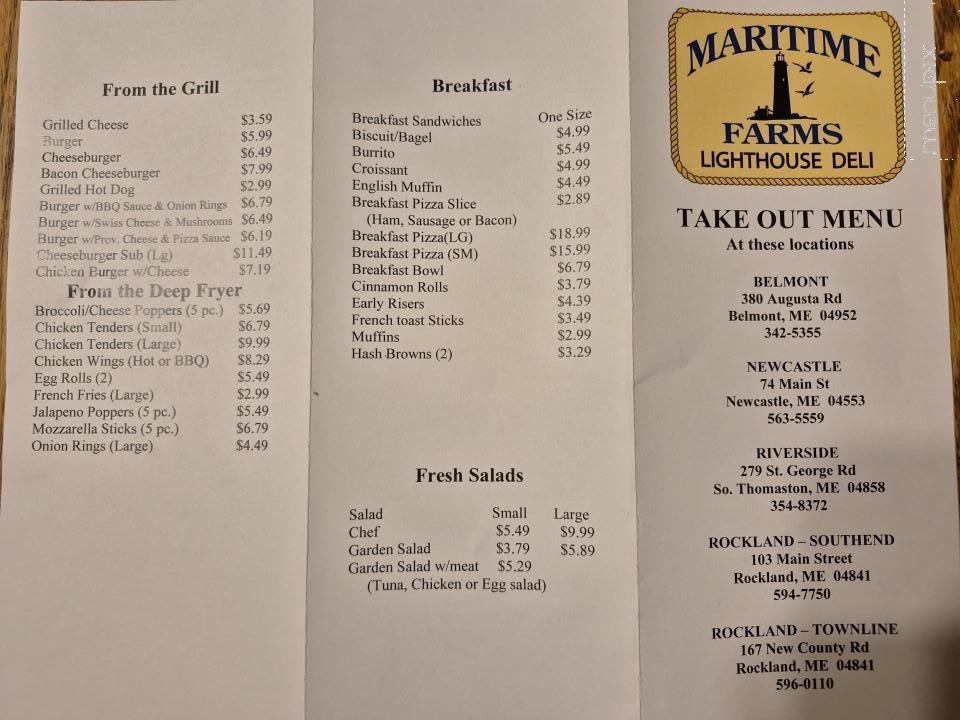 From the Grill
Grilled Cheese $3.59
Burger $5.99
Cheeseburger $6.49
Bacon Cheeseburger $7.99
Grilled Hot Dog $2.99
Burger w/BBQ Sauce & Onion Rings $6.79
Burger w/Swiss Cheese & Mushrooms $6.49
Burger w/Prov. Cheese & Pizza Sauce $6.19
Cheeseburger Sub (Lg) $11.49
Chicken Burger w/Cheese $7.19
From the Deep Fryer
Broccoli/Cheese Poppers (5 pc.) $5.69
Chicken Tenders (Small) $6.79
Chicken Tenders (Large) $9.99
Chicken Wings (Hot or BBQ) $8.29
Egg Rolls (2) $5.49
French Fries (Large) $2.99
Jalapeno Poppers (5 pc.) $5.49
Mozzarella Sticks (5 pc.) $6.79
Onion Rings (Large) $4.49
Breakfast
Breakfast Sandwiches One Size
Biscuit/Bagel $4.99
Burrito $5.49
Croissant $4.99
English Muffin $4.49
Breakfast Pizza Slice $2.89
(Ham, Sausage or Bacon)
Breakfast Pizza(LG) $18.99
Breakfast Pizza (SM) $15.99
Breakfast Bowl $6.79
Cinnamon Rolls $3.79
Early Risers $4.39
French toast Sticks $3.49
Muffins $2.99
Hash Browns (2) $3.29
Fresh Salads
Salad Small Large
Chef $5.49 $9.99
Garden Salad $3.79 $5.89
Garden Salad w/meat $5.29
(Tuna, Chicken or Egg salad)
MARITIME
FARMS
LIGHTHOUSE DELI
TAKE OUT MENU
At these locations
BELMONT
380 Augusta Rd
Belmont, ME 04952
342-5355
NEWCASTLE
74 Main St
Newcastle, ME 04553
563-5559
RIVERSIDE
279 St. George Rd
So. Thomaston, ME 04858
354-8372
ROCKLAND – SOUTHEND
103 Main Street
Rockland, ME 04841
594-7750
ROCKLAND – TOWNLINE
167 New County Rd
Rockland, ME 04841
596-0110